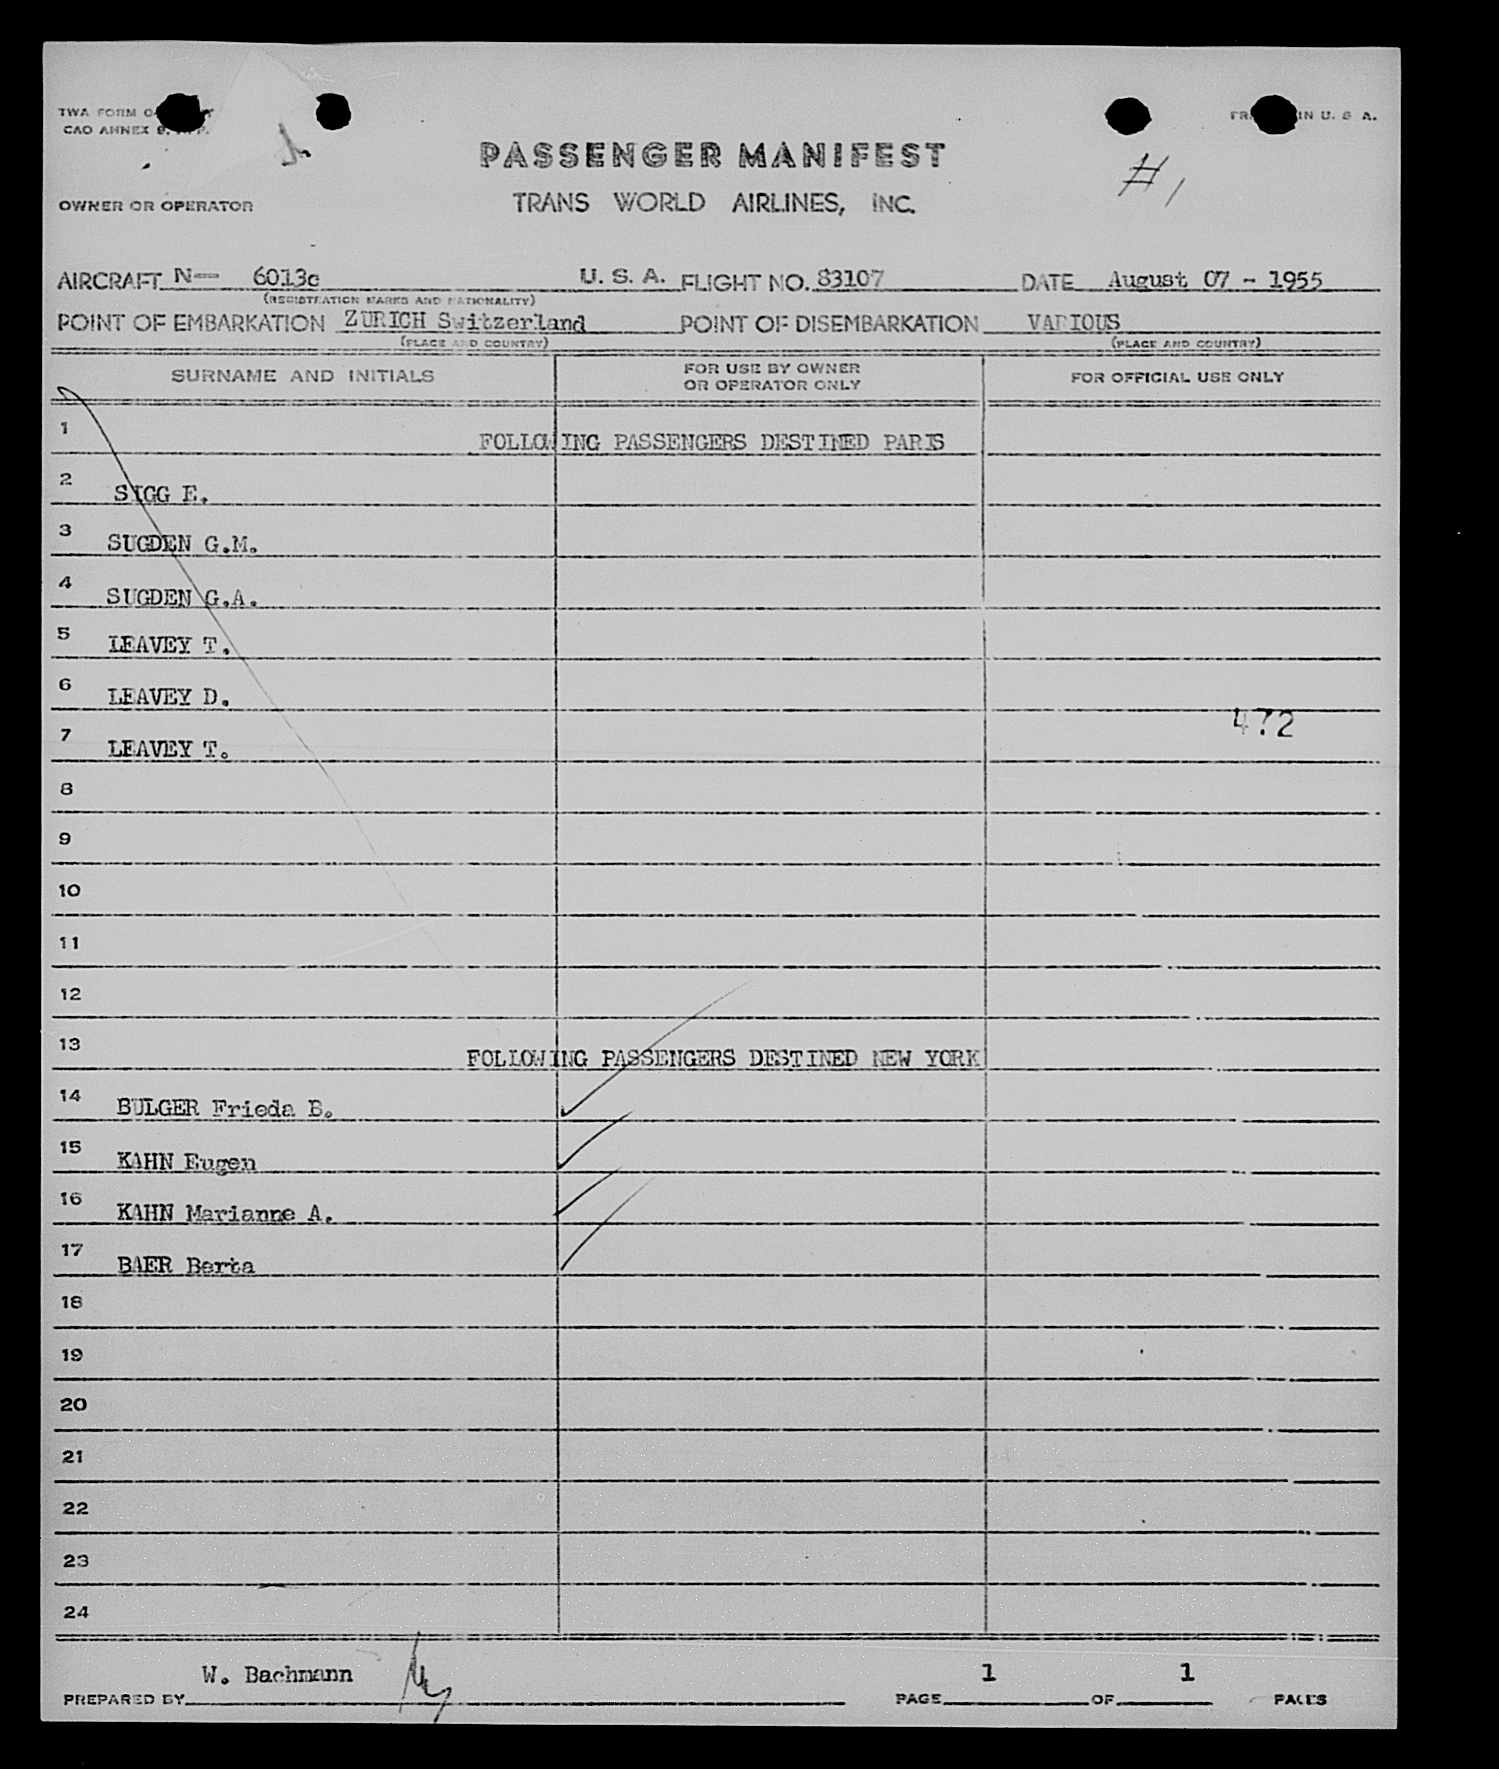 TWA FORM
CAO ANNEX 9.
IN U. S. A.
PASSENGER MANIFEST
# 1
TRANS WORLD AIRLINES, INC.
OWNER OR OPERATOR
AIRCRAFT N-- 6013c U. S. A. FLIGHT NO. 83107 DATE August 07 - 1955
(REGISTRATION MARKS AND NATIONALITY)
POINT OF EMBARKATION ZURICH Switzerland POINT OF DISEMBARKATION VARIOUS
(PLACE AND COUNTRY) (PLACE AND COUNTRY)
SURNAME AND INITIALS FOR USE BY OWNER OR OPERATOR ONLY FOR OFFICIAL USE ONLY
1 FOLLOWING PASSENGERS DESTINED PARIS
2 SIGG E.
3 SUGDEN G.M.
4 SUGDEN G.A.
5 LEAVEY T.
6 LEAVEY D.
7 LEAVEY T. 472
8
9
10
11
12
13 FOLLOWING PASSENGERS DESTINED NEW YORK
14 BULGER Frieda B.
15 KAHN Eugen
16 KAHN Marianne A.
17 BAER Berta
18
19
20
21
22
23
24
PREPARED BY W. Bachmann PAGE 1 OF 1 PAGES